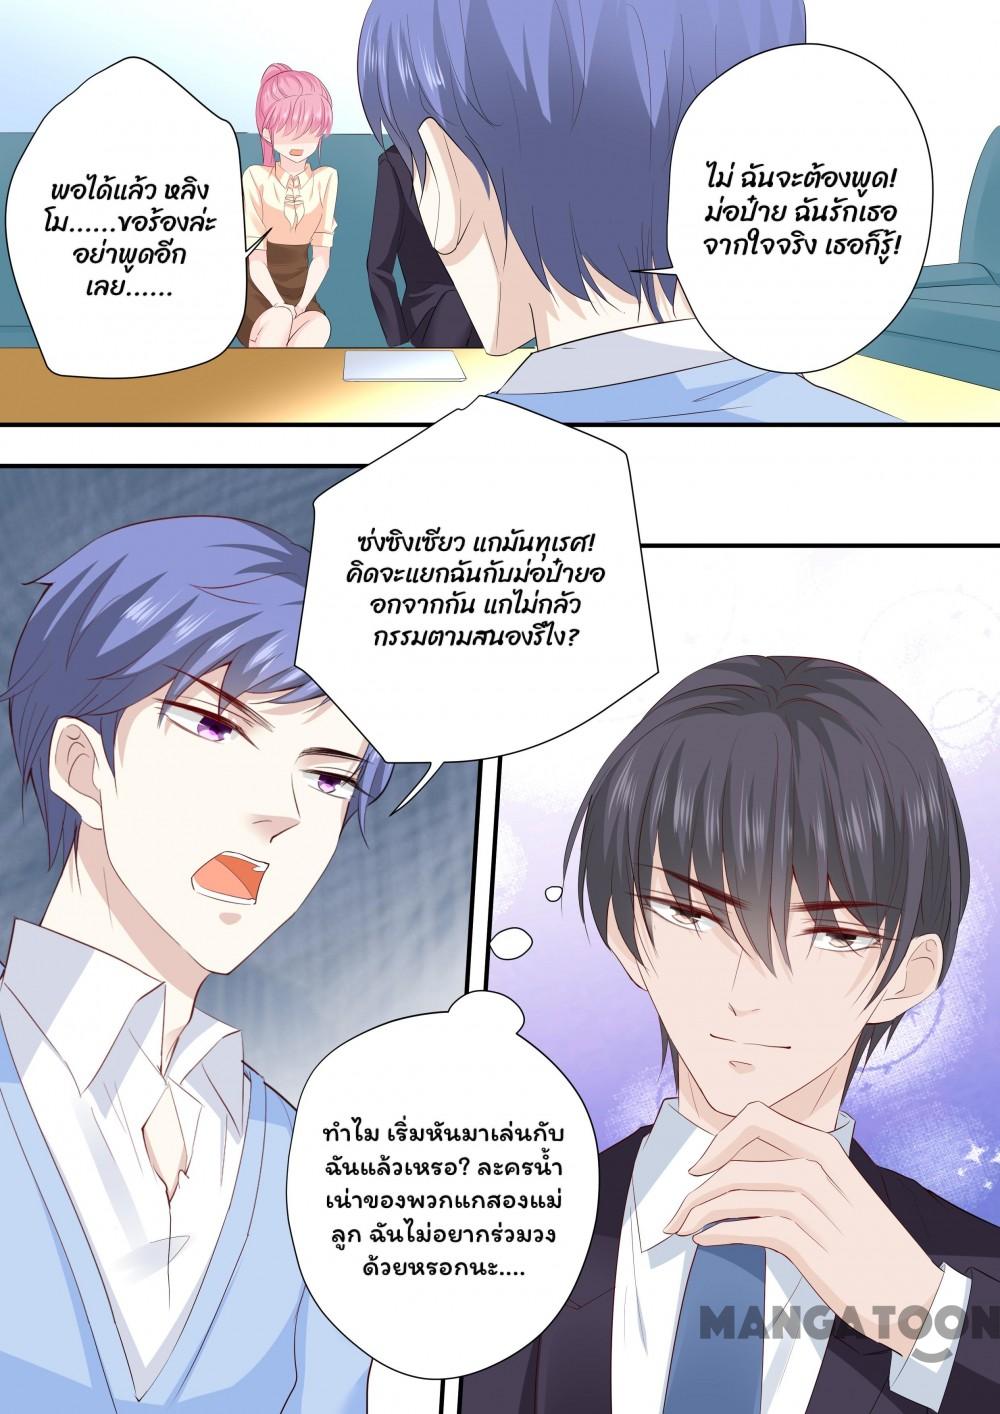 พอได้แล้ว หลิง
โม......ขอร้องล่ะ
อย่าพูดอีก
เลย......
ไม่ ฉันจะต้องพูด!
ม่อป๋าย ฉันรักเธอ
จากใจจริง เธอก็รู้!
ซ่งซิงเซียว แกมันทุเรศ!
คิดจะแยกฉันกับม่อป๋ายอ
อกจากกัน แกไม่กลัว
กรรมตามสนองรึไง?
ทำไม เริ่มหันมาเล่นกับ
ฉันแล้วเหรอ? ละครน้ำ
เน่าของพวกแกสองแม่
ลูก ฉันไม่อยากร่วมวง
ด้วยหรอกนะ....
MANGATOON